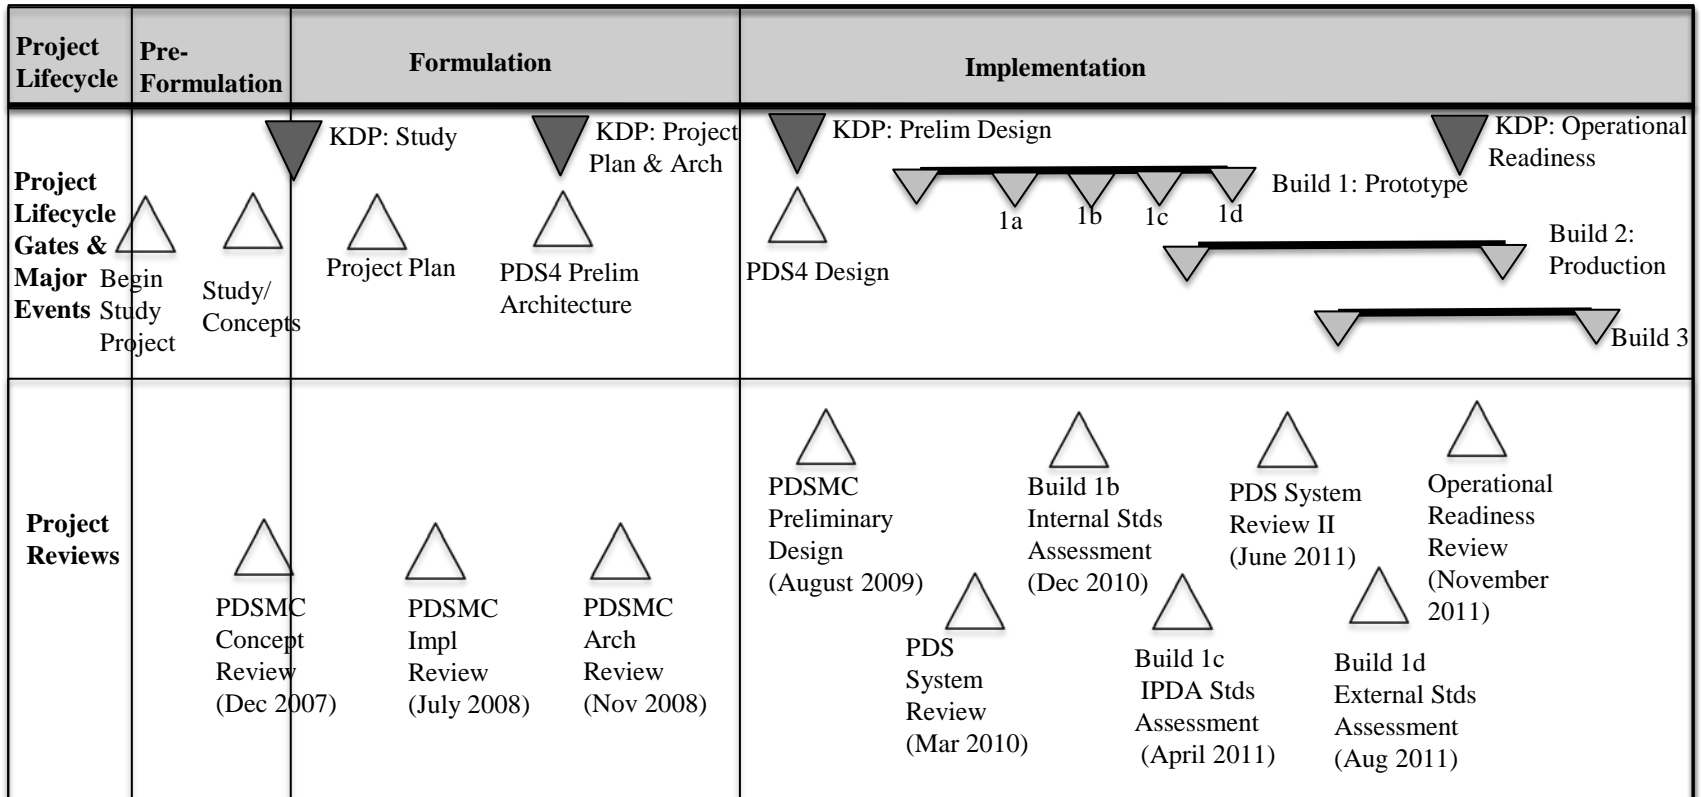 Project
Lifecycle
Pre-
Formulation
Formulation
Implementation
Project
Lifecycle
Gates &
Major
Events
KDP: Study
KDP: Project
Plan & Arch
KDP: Prelim Design
KDP: Operational
Readiness
Begin
Study
Project
Study/
Concepts
Project Plan
PDS4 Prelim
Architecture
PDS4 Design
1a
1b
1c
1d
Build 1: Prototype
Build 2:
Production
Build 3
Project
Reviews
PDSMC
Concept
Review
(Dec 2007)
PDSMC
Impl
Review
(July 2008)
PDSMC
Arch
Review
(Nov 2008)
PDSMC
Preliminary
Design
(August 2009)
PDS
System
Review
(Mar 2010)
Build 1b
Internal Stds
Assessment
(Dec 2010)
Build 1c
IPDA Stds
Assessment
(April 2011)
PDS System
Review II
(June 2011)
Build 1d
External Stds
Assessment
(Aug 2011)
Operational
Readiness
Review
(November
2011)